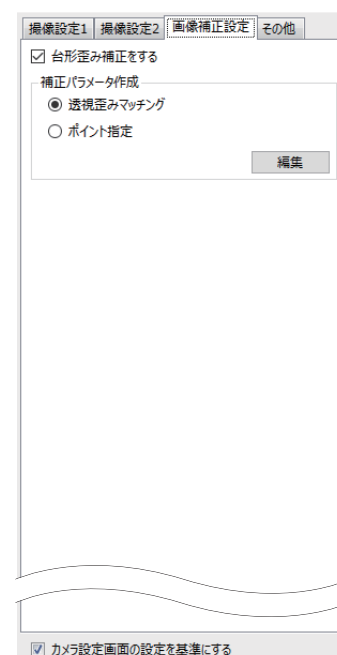 撮像設定1 撮像設定2 画像補正設定 その他
台形歪み補正をする
補正パラメータ作成
透視歪みマッチング
ポイント指定
編集
カメラ設定画面の設定を基準にする